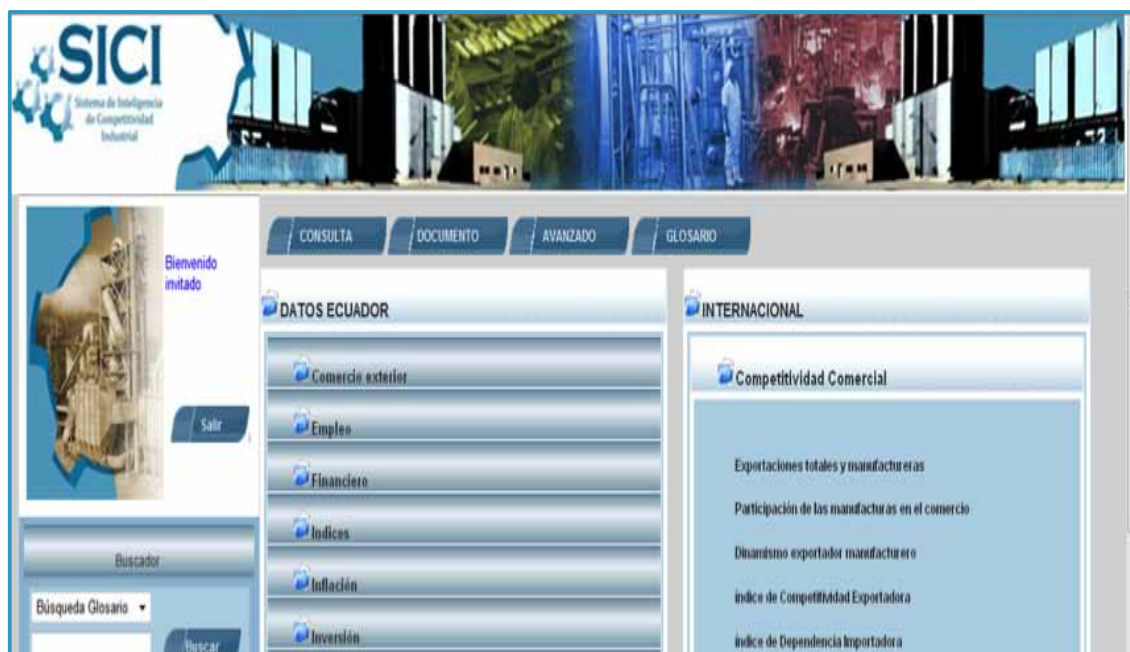 SICI
Sistema de Inteligencia
de Competitividad
Industrial
Bienvenido
invitado
Salir
Buscador
Búsqueda Glosario
Buscar
CONSULTA
DOCUMENTO
AVANZADO
GLOSARIO
DATOS ECUADOR
Comercio exterior
Empleo
Financiero
Indices
Inflación
Inversión
INTERNACIONAL
Competitividad Comercial
Exportaciones totales y manufactureras
Participación de las manufacturas en el comercio
Dinamismo exportador manufacturero
índice de Competitividad Exportadora
índice de Dependencia Importadora